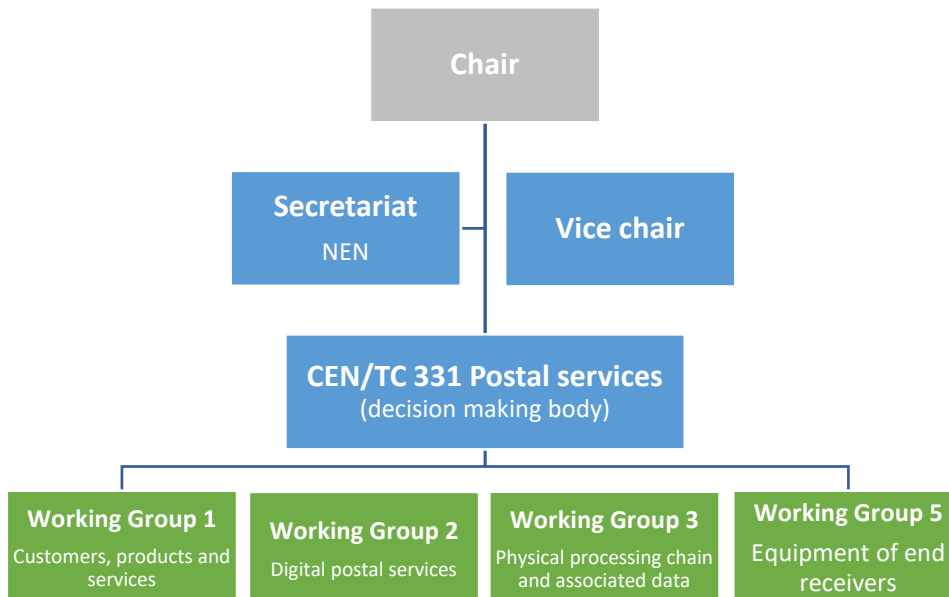 Chair
Secretariat
NEN
Vice chair
CEN/TC 331 Postal services
(decision making body)
Working Group 1
Customers, products and
services
Working Group 2
Digital postal services
Working Group 3
Physical processing chain
and associated data
Working Group 5
Equipment of end
receivers